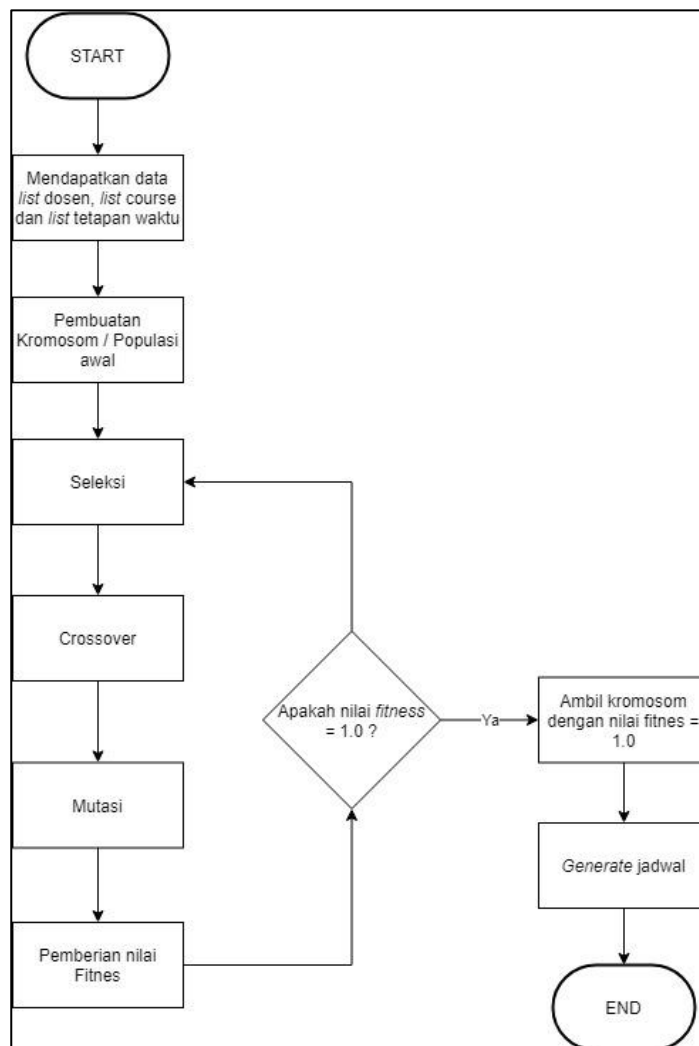 START
Mendapatkan data
list dosen, list course
dan list tetapan waktu
Pembuatan
Kromosom / Populasi
awal
Seleksi
Crossover
Mutasi
Pemberian nilai
Fitnes
Apakah nilai fitness
= 1.0 ?
Ya
Ambil kromosom
dengan nilai fitnes =
1.0
Generate jadwal
END